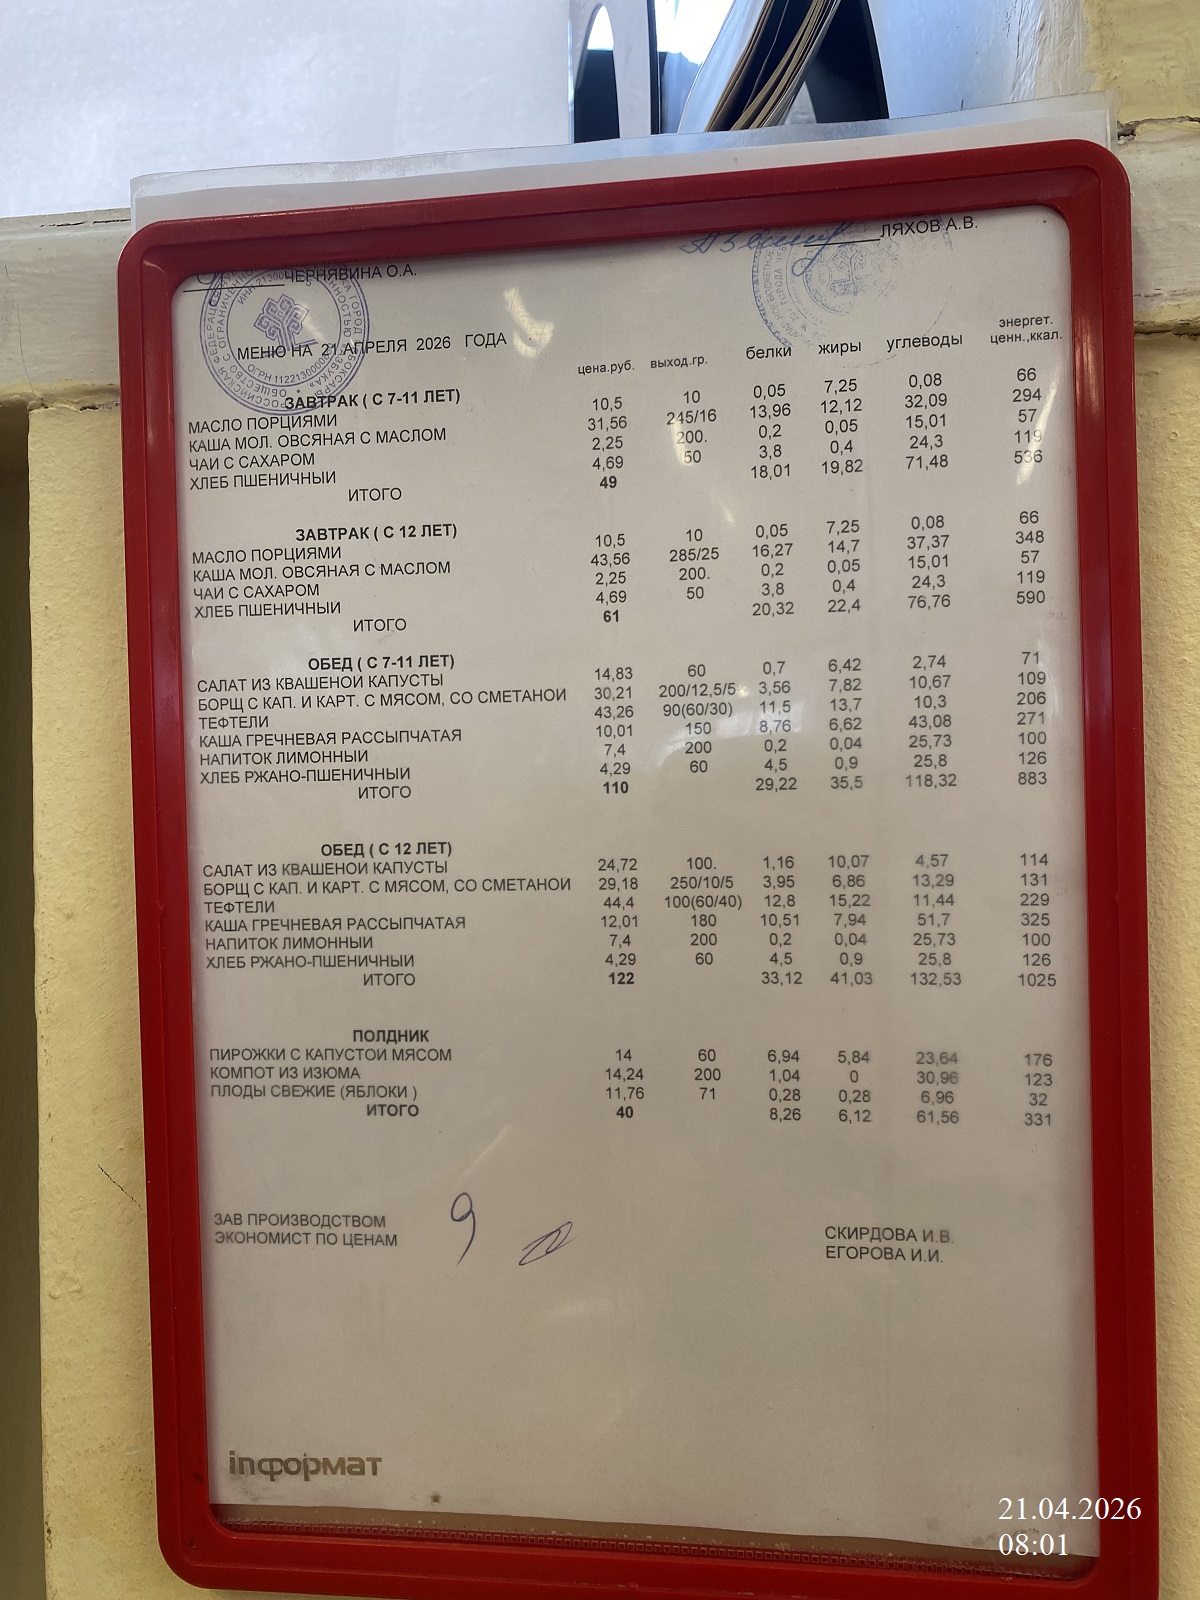 ЧЕРНЯВИНА О.А.
ЛЯХОВ А.В.
МЕНЮ НА 21 АПРЕЛЯ 2026 ГОДА
цена.руб. выход.гр. белки жиры углеводы энергет. ценн.,ккал.
ЗАВТРАК ( С 7-11 ЛЕТ)
МАСЛО ПОРЦИЯМИ 10,5 10 0,05 7,25 0,08 66
КАША МОЛ. ОВСЯНАЯ С МАСЛОМ 31,56 245/16 13,96 12,12 32,09 294
ЧАИ С САХАРОМ 2,25 200. 0,2 0,05 15,01 57
ХЛЕБ ПШЕНИЧНЫИ 4,69 50 3,8 0,4 24,3 119
ИТОГО 49 18,01 19,82 71,48 536
ЗАВТРАК ( С 12 ЛЕТ)
МАСЛО ПОРЦИЯМИ 10,5 10 0,05 7,25 0,08 66
КАША МОЛ. ОВСЯНАЯ С МАСЛОМ 43,56 285/25 16,27 14,7 37,37 348
ЧАИ С САХАРОМ 2,25 200. 0,2 0,05 15,01 57
ХЛЕБ ПШЕНИЧНЫИ 4,69 50 3,8 0,4 24,3 119
ИТОГО 61 20,32 22,4 76,76 590
ОБЕД ( С 7-11 ЛЕТ)
САЛАТ ИЗ КВАШЕНОИ КАПУСТЫ 14,83 60 0,7 6,42 2,74 71
БОРЩ С КАП. И КАРТ. С МЯСОМ, СО СМЕТАНОИ 30,21 200/12,5/5 3,56 7,82 10,67 109
ТЕФТЕЛИ 43,26 90(60/30) 11,5 13,7 10,3 206
КАША ГРЕЧНЕВАЯ РАССЫПЧАТАЯ 10,01 150 8,76 6,62 43,08 271
НАПИТОК ЛИМОННЫЙ 7,4 200 0,2 0,04 25,73 100
ХЛЕБ РЖАНО-ПШЕНИЧНЫЙ 4,29 60 4,5 0,9 25,8 126
ИТОГО 110 29,22 35,5 118,32 883
ОБЕД ( С 12 ЛЕТ)
САЛАТ ИЗ КВАШЕНОИ КАПУСТЫ 24,72 100. 1,16 10,07 4,57 114
БОРЩ С КАП. И КАРТ. С МЯСОМ, СО СМЕТАНОИ 29,18 250/10/5 3,95 6,86 13,29 131
ТЕФТЕЛИ 44,4 100(60/40) 12,8 15,22 11,44 229
КАША ГРЕЧНЕВАЯ РАССЫПЧАТАЯ 12,01 180 10,51 7,94 51,7 325
НАПИТОК ЛИМОННЫЙ 7,4 200 0,2 0,04 25,73 100
ХЛЕБ РЖАНО-ПШЕНИЧНЫЙ 4,29 60 4,5 0,9 25,8 126
ИТОГО 122 33,12 41,03 132,53 1025
ПОЛДНИК
ПИРОЖКИ С КАПУСТОИ МЯСОМ 14 60 6,94 5,84 23,64 176
КОМПОТ ИЗ ИЗЮМА 14,24 200 1,04 0 30,96 123
ПЛОДЫ СВЕЖИЕ (ЯБЛОКИ ) 11,76 71 0,28 0,28 6,96 32
ИТОГО 40 8,26 6,12 61,56 331
ЗАВ ПРОИЗВОДСТВОМ СКИРДОВА И.В.
ЭКОНОМИСТ ПО ЦЕНАМ ЕГОРОВА И.И.
inформат
21.04.2026
08:01